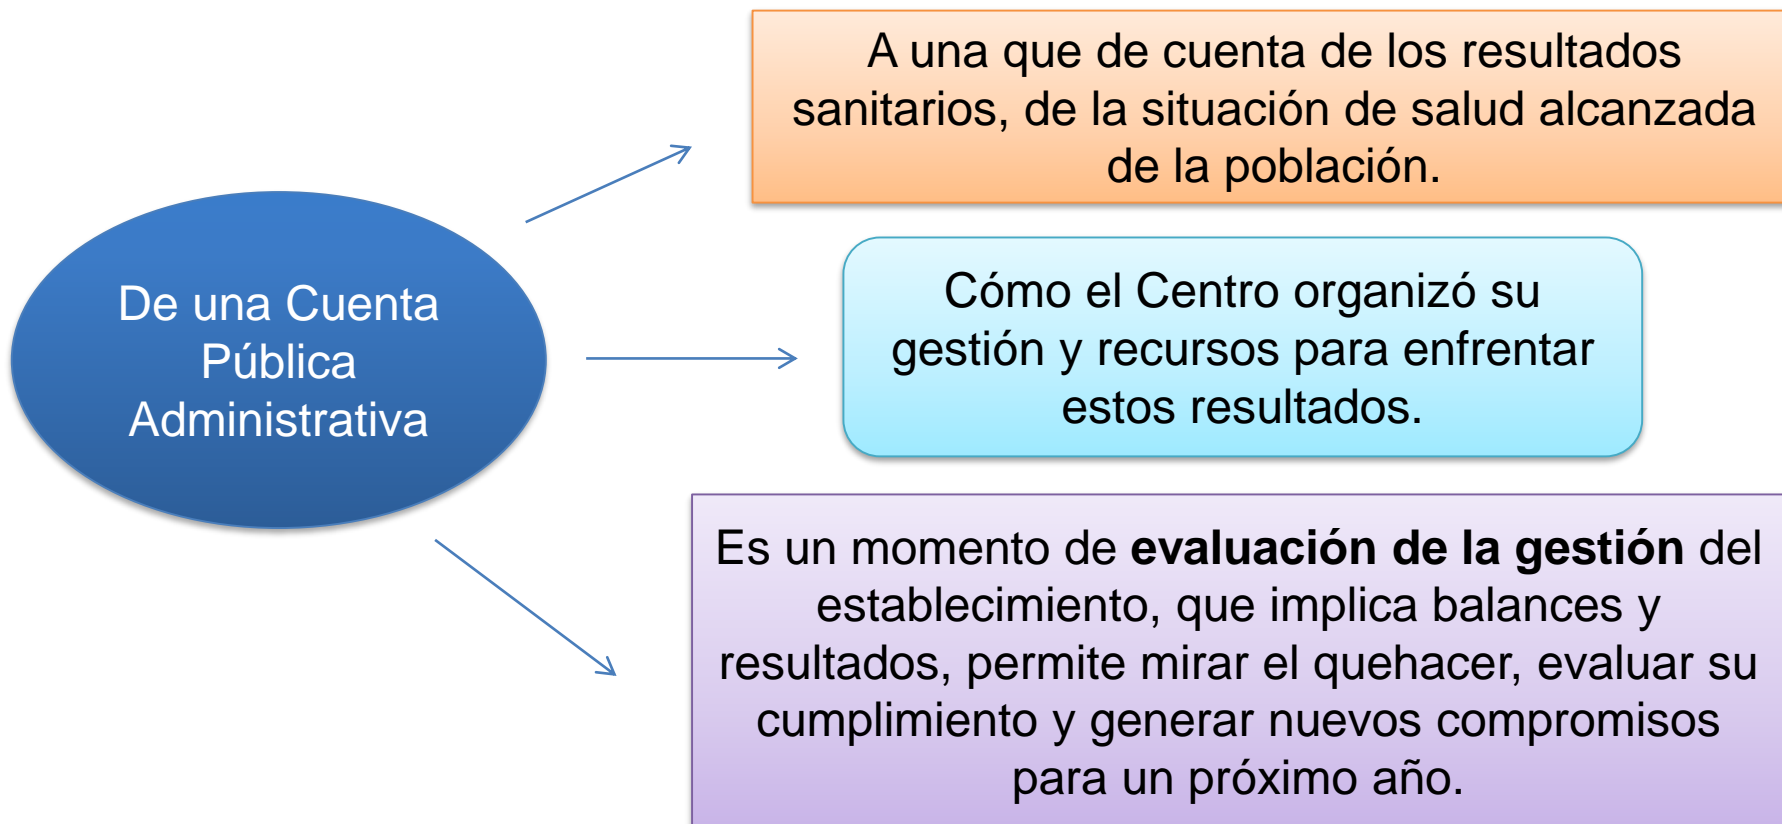 De una Cuenta
Pública
Administrativa
A una que de cuenta de los resultados
sanitarios, de la situación de salud alcanzada
de la población.
Cómo el Centro organizó su
gestión y recursos para enfrentar
estos resultados.
Es un momento de evaluación de la gestión del
establecimiento, que implica balances y
resultados, permite mirar el quehacer, evaluar su
cumplimiento y generar nuevos compromisos
para un próximo año.